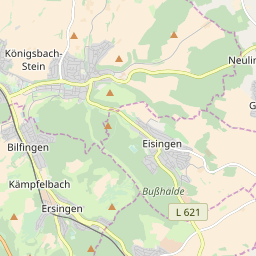 Königsbach-
Stein
Neulin
G
Bilfingen
Eisingen
Kämpfelbach
Bußhalde
Ersingen
L 621